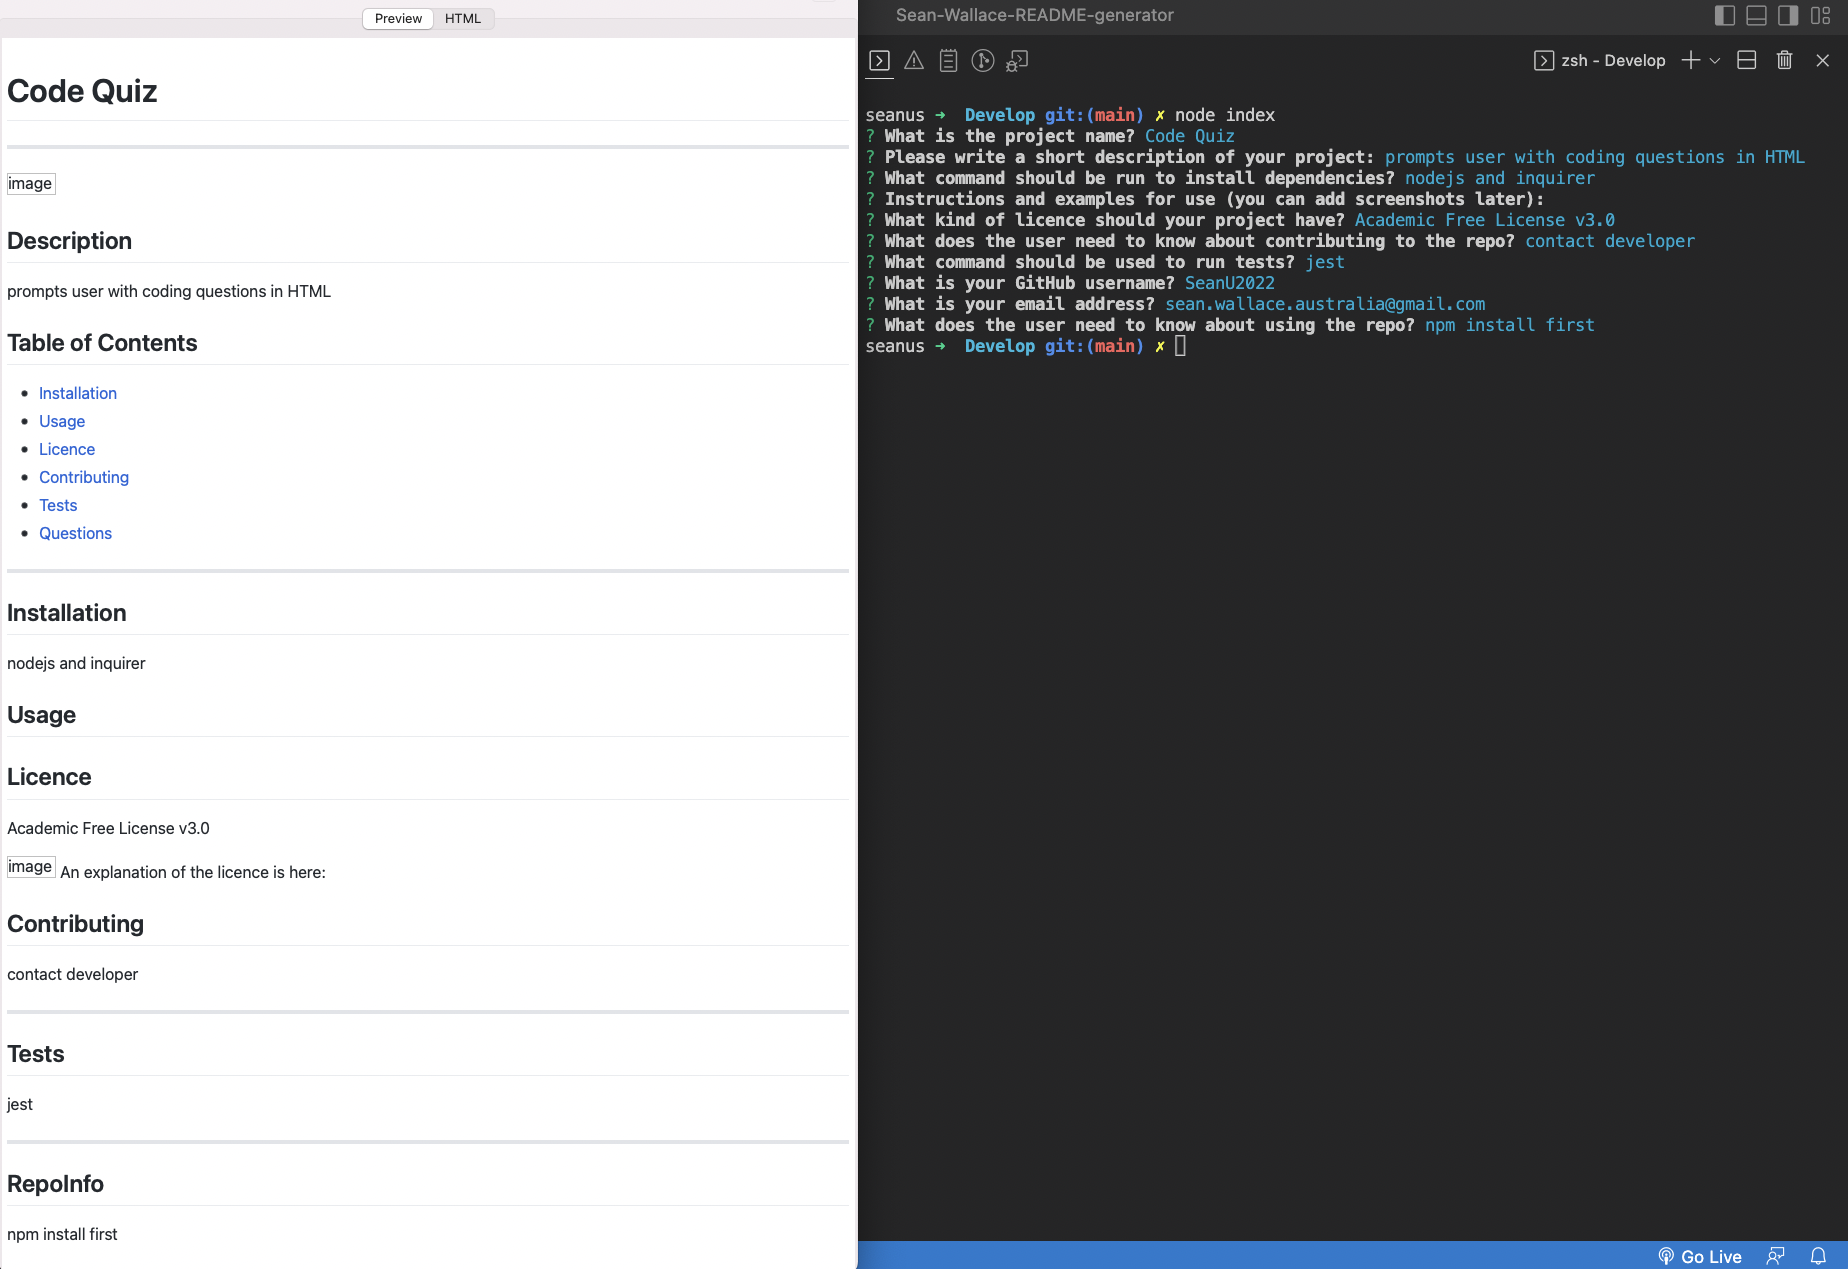 Preview HTML
Code Quiz
image
Description
prompts user with coding questions in HTML
Table of Contents
Installation
Usage
Licence
Contributing
Tests
Questions
Installation
nodejs and inquirer
Usage
Licence
Academic Free License v3.0
image An explanation of the licence is here:
Contributing
contact developer
Tests
jest
RepoInfo
npm install first
Sean-Wallace-README-generator
zsh - Develop
seanus ➜ Develop git:(main) ✗ node index
? What is the project name? Code Quiz
? Please write a short description of your project: prompts user with coding questions in HTML
? What command should be run to install dependencies? nodejs and inquirer
? Instructions and examples for use (you can add screenshots later):
? What kind of licence should your project have? Academic Free License v3.0
? What does the user need to know about contributing to the repo? contact developer
? What command should be used to run tests? jest
? What is your GitHub username? SeanU2022
? What is your email address? sean.wallace.australia@gmail.com
? What does the user need to know about using the repo? npm install first
seanus ➜ Develop git:(main) ✗
Go Live